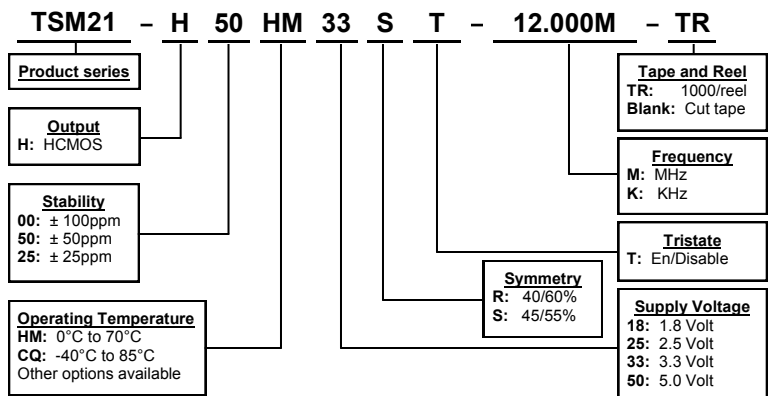 TSM21 – H 50 HM 33 S T – 12.000M – TR
Product series
Output
H: HCMOS
Stability
00: ± 100ppm
50: ± 50ppm
25: ± 25ppm
Operating Temperature
HM: 0°C to 70°C
CQ: -40°C to 85°C
Other options available
Symmetry
R: 40/60%
S: 45/55%
Tape and Reel
TR: 1000/reel
Blank: Cut tape
Frequency
M: MHz
K: KHz
Tristate
T: En/Disable
Supply Voltage
18: 1.8 Volt
25: 2.5 Volt
33: 3.3 Volt
50: 5.0 Volt